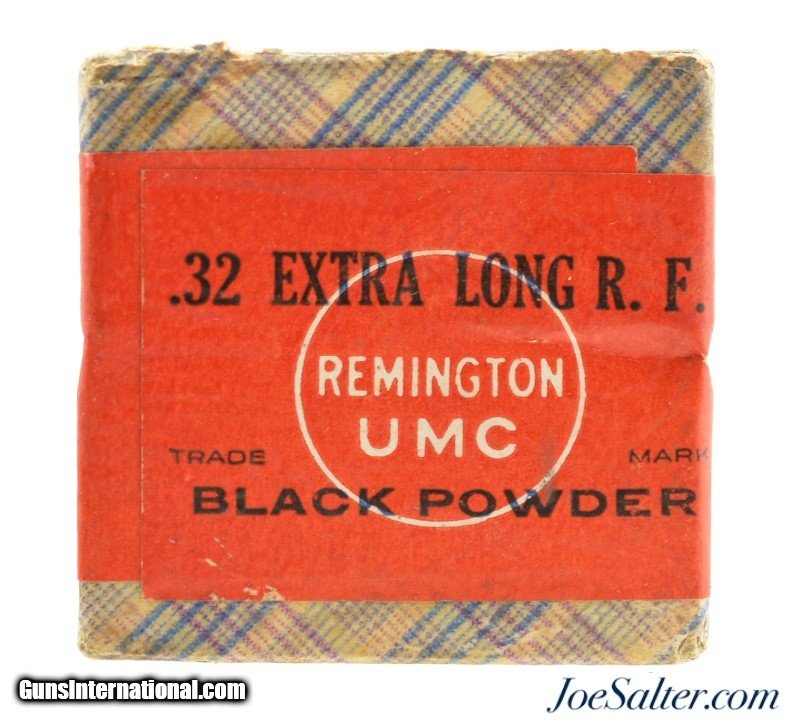 .32 EXTRA LONG R. F.
REMINGTON
UMC
TRADE MARK
BLACK POWDER
GunsInternational.com
JoeSalter.com